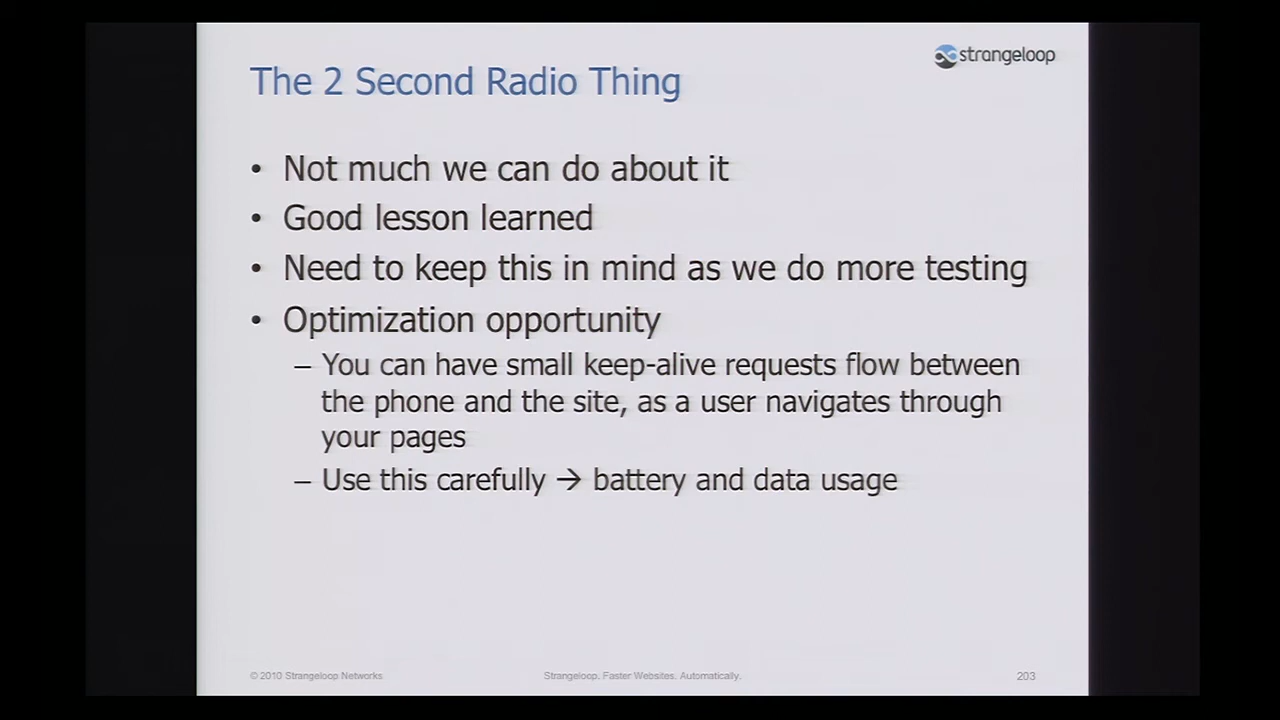 strangeloop
The 2 Second Radio Thing
• Not much we can do about it
• Good lesson learned
• Need to keep this in mind as we do more testing
• Optimization opportunity
– You can have small keep-alive requests flow between
the phone and the site, as a user navigates through
your pages
– Use this carefully → battery and data usage
© 2010 Strangeloop Networks
Strangeloop. Faster Websites. Automatically.
203